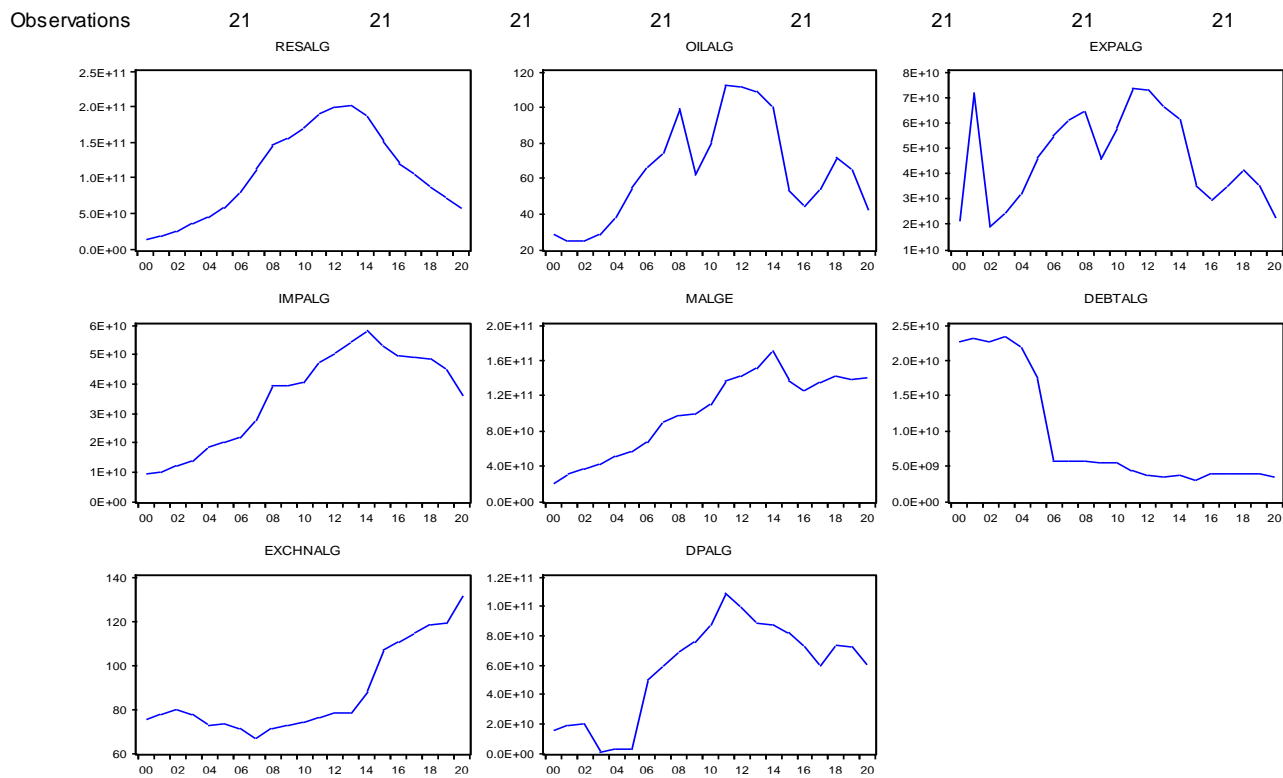 Observations 21 21 21 21 21 21 21 21
RESALG OILALG EXPALG
2.5E+11
2.0E+11
1.5E+11
1.0E+11
5.0E+10
0.0E+00
00 02 04 06 08 10 12 14 16 18 20
120
100
80
60
40
20
00 02 04 06 08 10 12 14 16 18 20
8E+10
7E+10
6E+10
5E+10
4E+10
3E+10
2E+10
1E+10
00 02 04 06 08 10 12 14 16 18 20
IMPALG MALGE DEBTALG
6E+10
5E+10
4E+10
3E+10
2E+10
1E+10
0E+00
00 02 04 06 08 10 12 14 16 18 20
2.0E+11
1.6E+11
1.2E+11
8.0E+10
4.0E+10
0.0E+00
00 02 04 06 08 10 12 14 16 18 20
2.5E+10
2.0E+10
1.5E+10
1.0E+10
5.0E+09
0.0E+00
00 02 04 06 08 10 12 14 16 18 20
EXCHNALG DPALG
140
120
100
80
60
00 02 04 06 08 10 12 14 16 18 20
1.2E+11
1.0E+11
8.0E+10
6.0E+10
4.0E+10
2.0E+10
0.0E+00
00 02 04 06 08 10 12 14 16 18 20